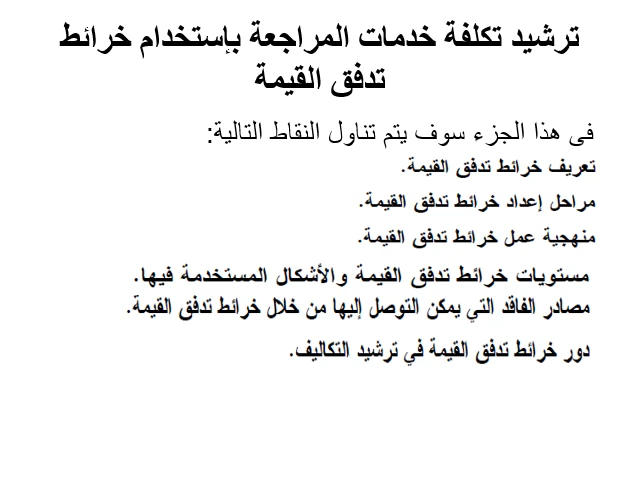 ترشيد تكلفة خدمات المراجعة بإستخدام خرائط
تدفق القيمة
فى هذا الجزء سوف يتم تناول النقاط التالية:
تعريف خرائط تدفق القيمة.
مراحل إعداد خرائط تدفق القيمة.
منهجية عمل خرائط تدفق القيمة.
مستويات خرائط تدفق القيمة والأشكال المستخدمة فيها.
مصادر الفاقد التي يمكن التوصل إليها من خلال خرائط تدفق القيمة.
دور خرائط تدفق القيمة في ترشيد التكاليف.